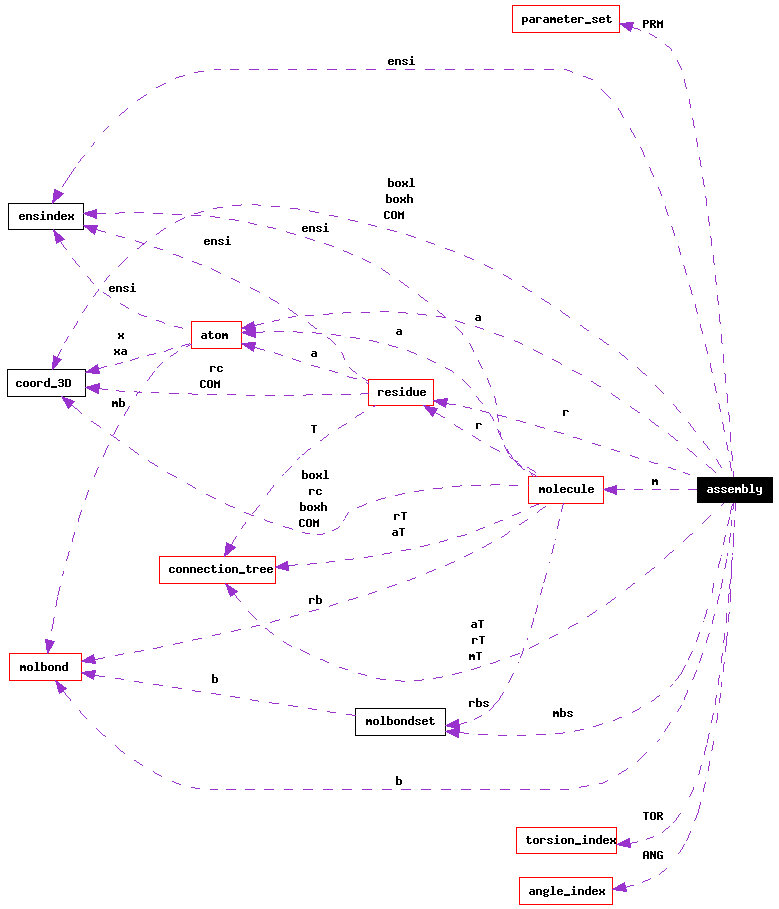 parameter_set
PRM
ensi
boxl
boxh
COM
ensindex
ensi
ensi
ensi
a
atom
x
xa
a
a
rc
COM
coord_3D
residue
mb
r
r
T
boxl
rc
boxh
COM
m
molecule
assembly
rT
aT
connection_tree
rb
aT
rT
mT
molbond
b
rbs
mbs
molbondset
b
TOR
torsion_index
ANG
angle_index